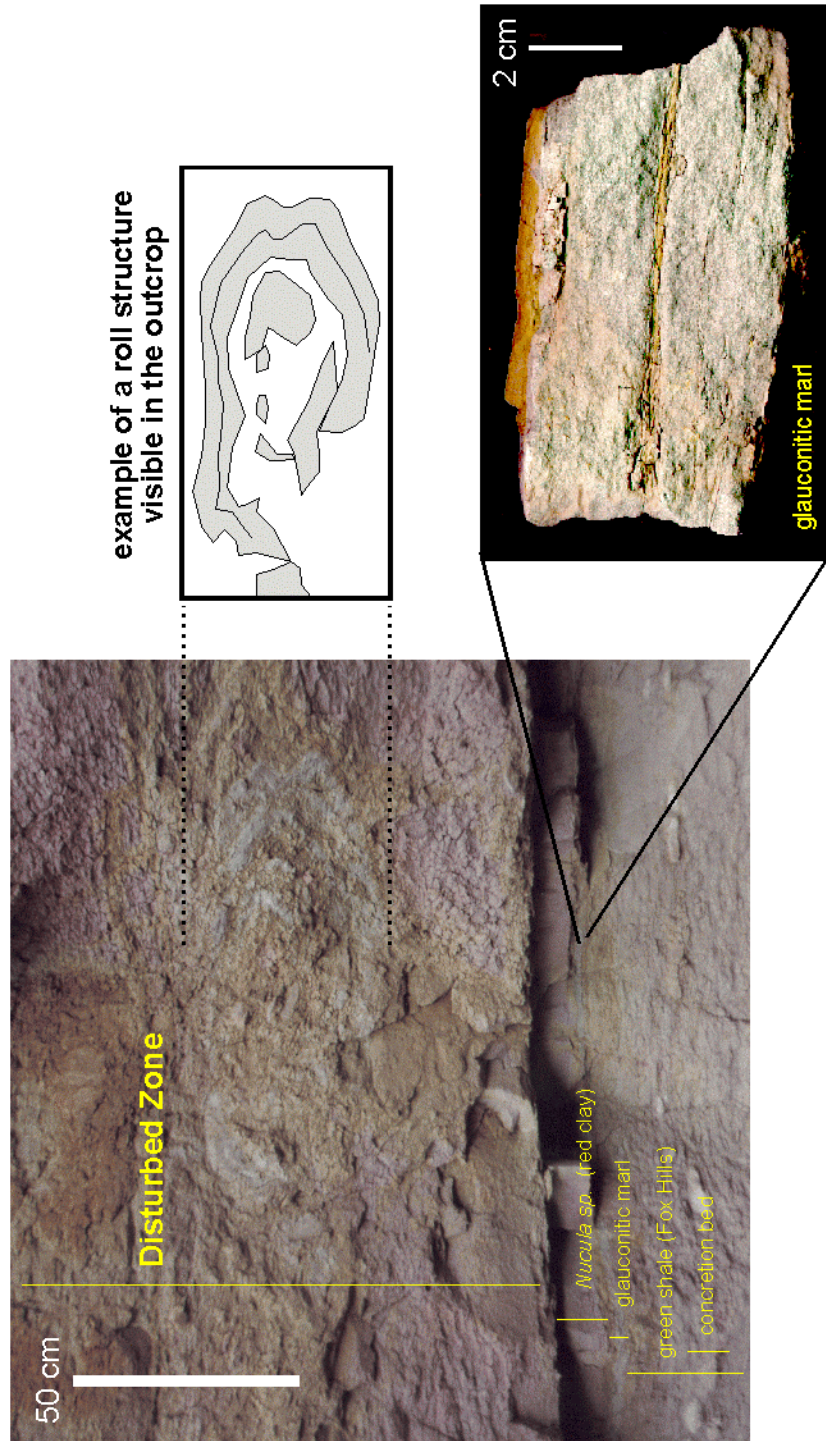 example of a roll structure
visible in the outcrop
50 cm
Disturbed Zone
Nucula sp. (red clay)
glauconitic marl
green shale (Fox Hills)
concretion bed
2 cm
glauconitic marl